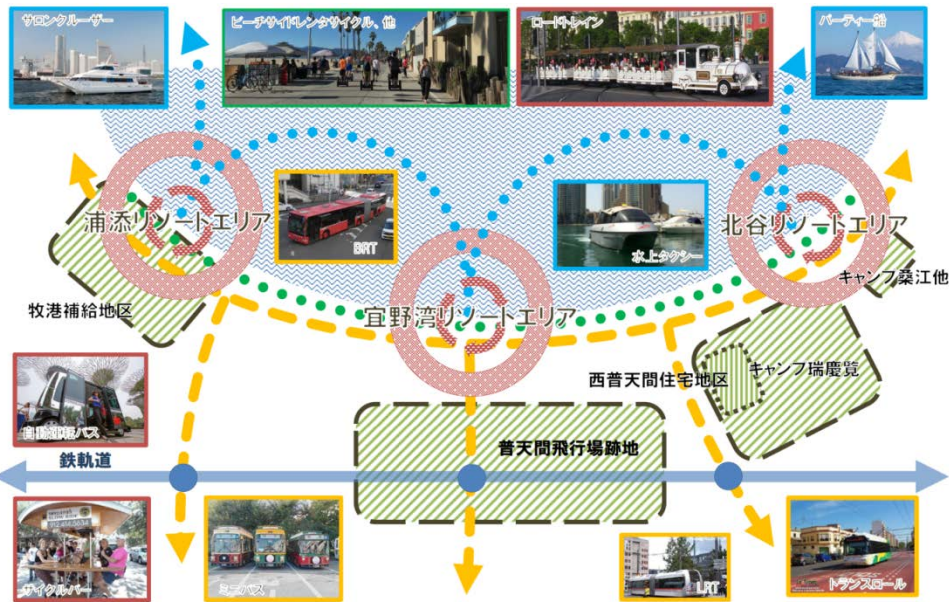 サロンクルーザー
ビーチサイドレンタサイクル、他
ロードトレイン
パーティー船
浦添リゾートエリア
BRT
水上タクシー
北谷リゾートエリア
キャンプ桑江他
牧港補給地区
宜野湾リゾートエリア
西普天間住宅地区
キャンプ瑞慶覧
自動運転バス
鉄軌道
普天間飛行場跡地
サイクルバー
ミニバス
LRT
トランスロール